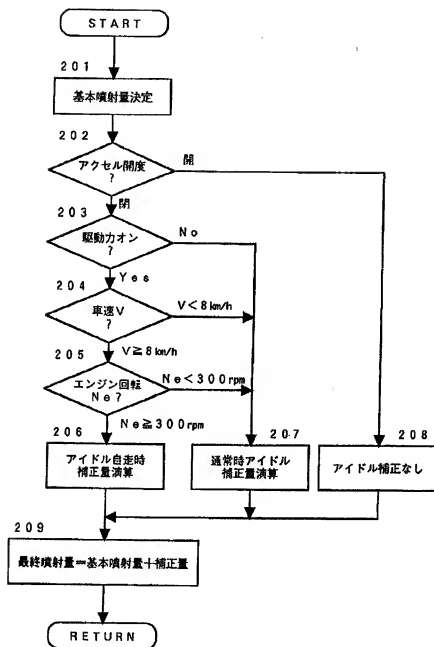 START
201
基本噴射量決定
202
アクセル開度
?
開
閉
203
駆動力オン
?
No
Yes
204
車速V
?
V<8km/h
V≧8km/h
205
エンジン回転
Ne?
Ne<300rpm
Ne≧300rpm
206
アイドル自走時
補正量演算
207
通常時アイドル
補正量演算
208
アイドル補正なし
209
最終噴射量=基本噴射量+補正量
RETURN